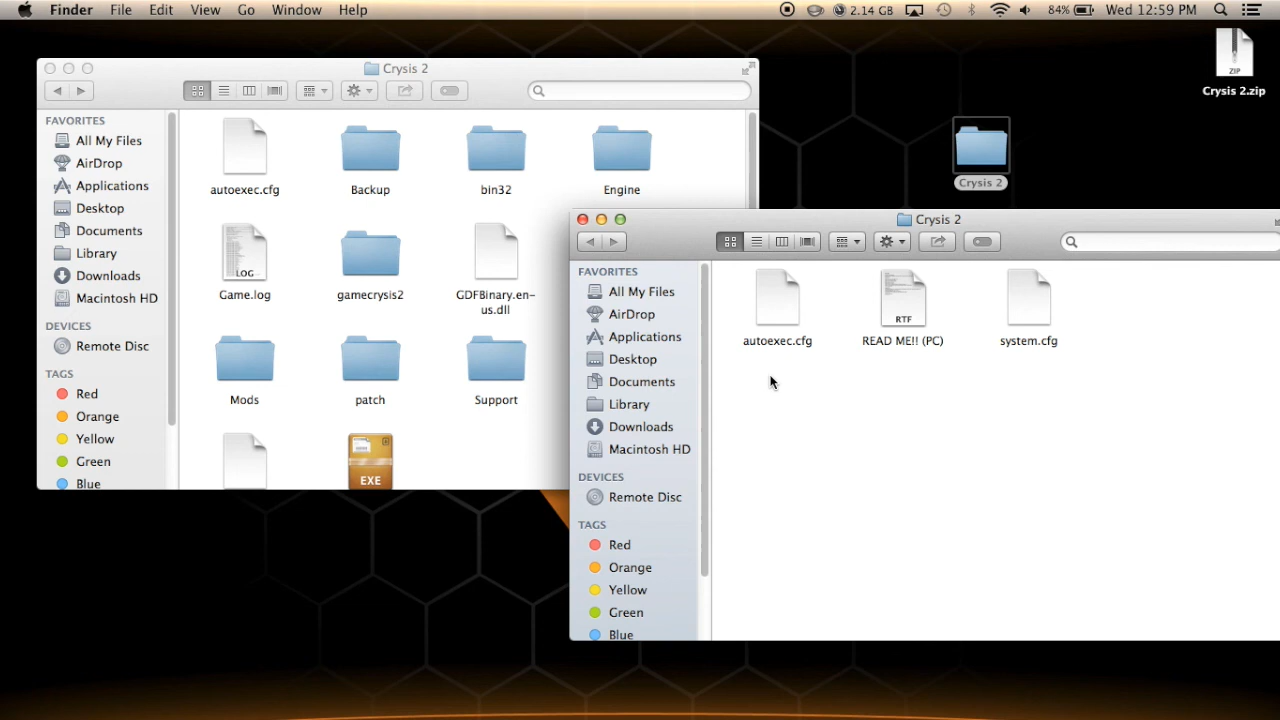 Finder File Edit View Go Window Help 2.14 GB 84% Wed 12:59 PM
ZIP
Crysis 2.zip
Crysis 2
Crysis 2
FAVORITES
All My Files
AirDrop
Applications
Desktop
Documents
Library
Downloads
Macintosh HD
DEVICES
Remote Disc
TAGS
Red
Orange
Yellow
Green
Blue
autoexec.cfg
Backup
bin32
Engine
LOG
Game.log
gamecrysis2
GDFBinary.en-
us.dll
Mods
patch
Support
EXE
Crysis 2
FAVORITES
All My Files
AirDrop
Applications
Desktop
Documents
Library
Downloads
Macintosh HD
DEVICES
Remote Disc
TAGS
Red
Orange
Yellow
Green
Blue
autoexec.cfg
RTF
READ ME!! (PC)
system.cfg